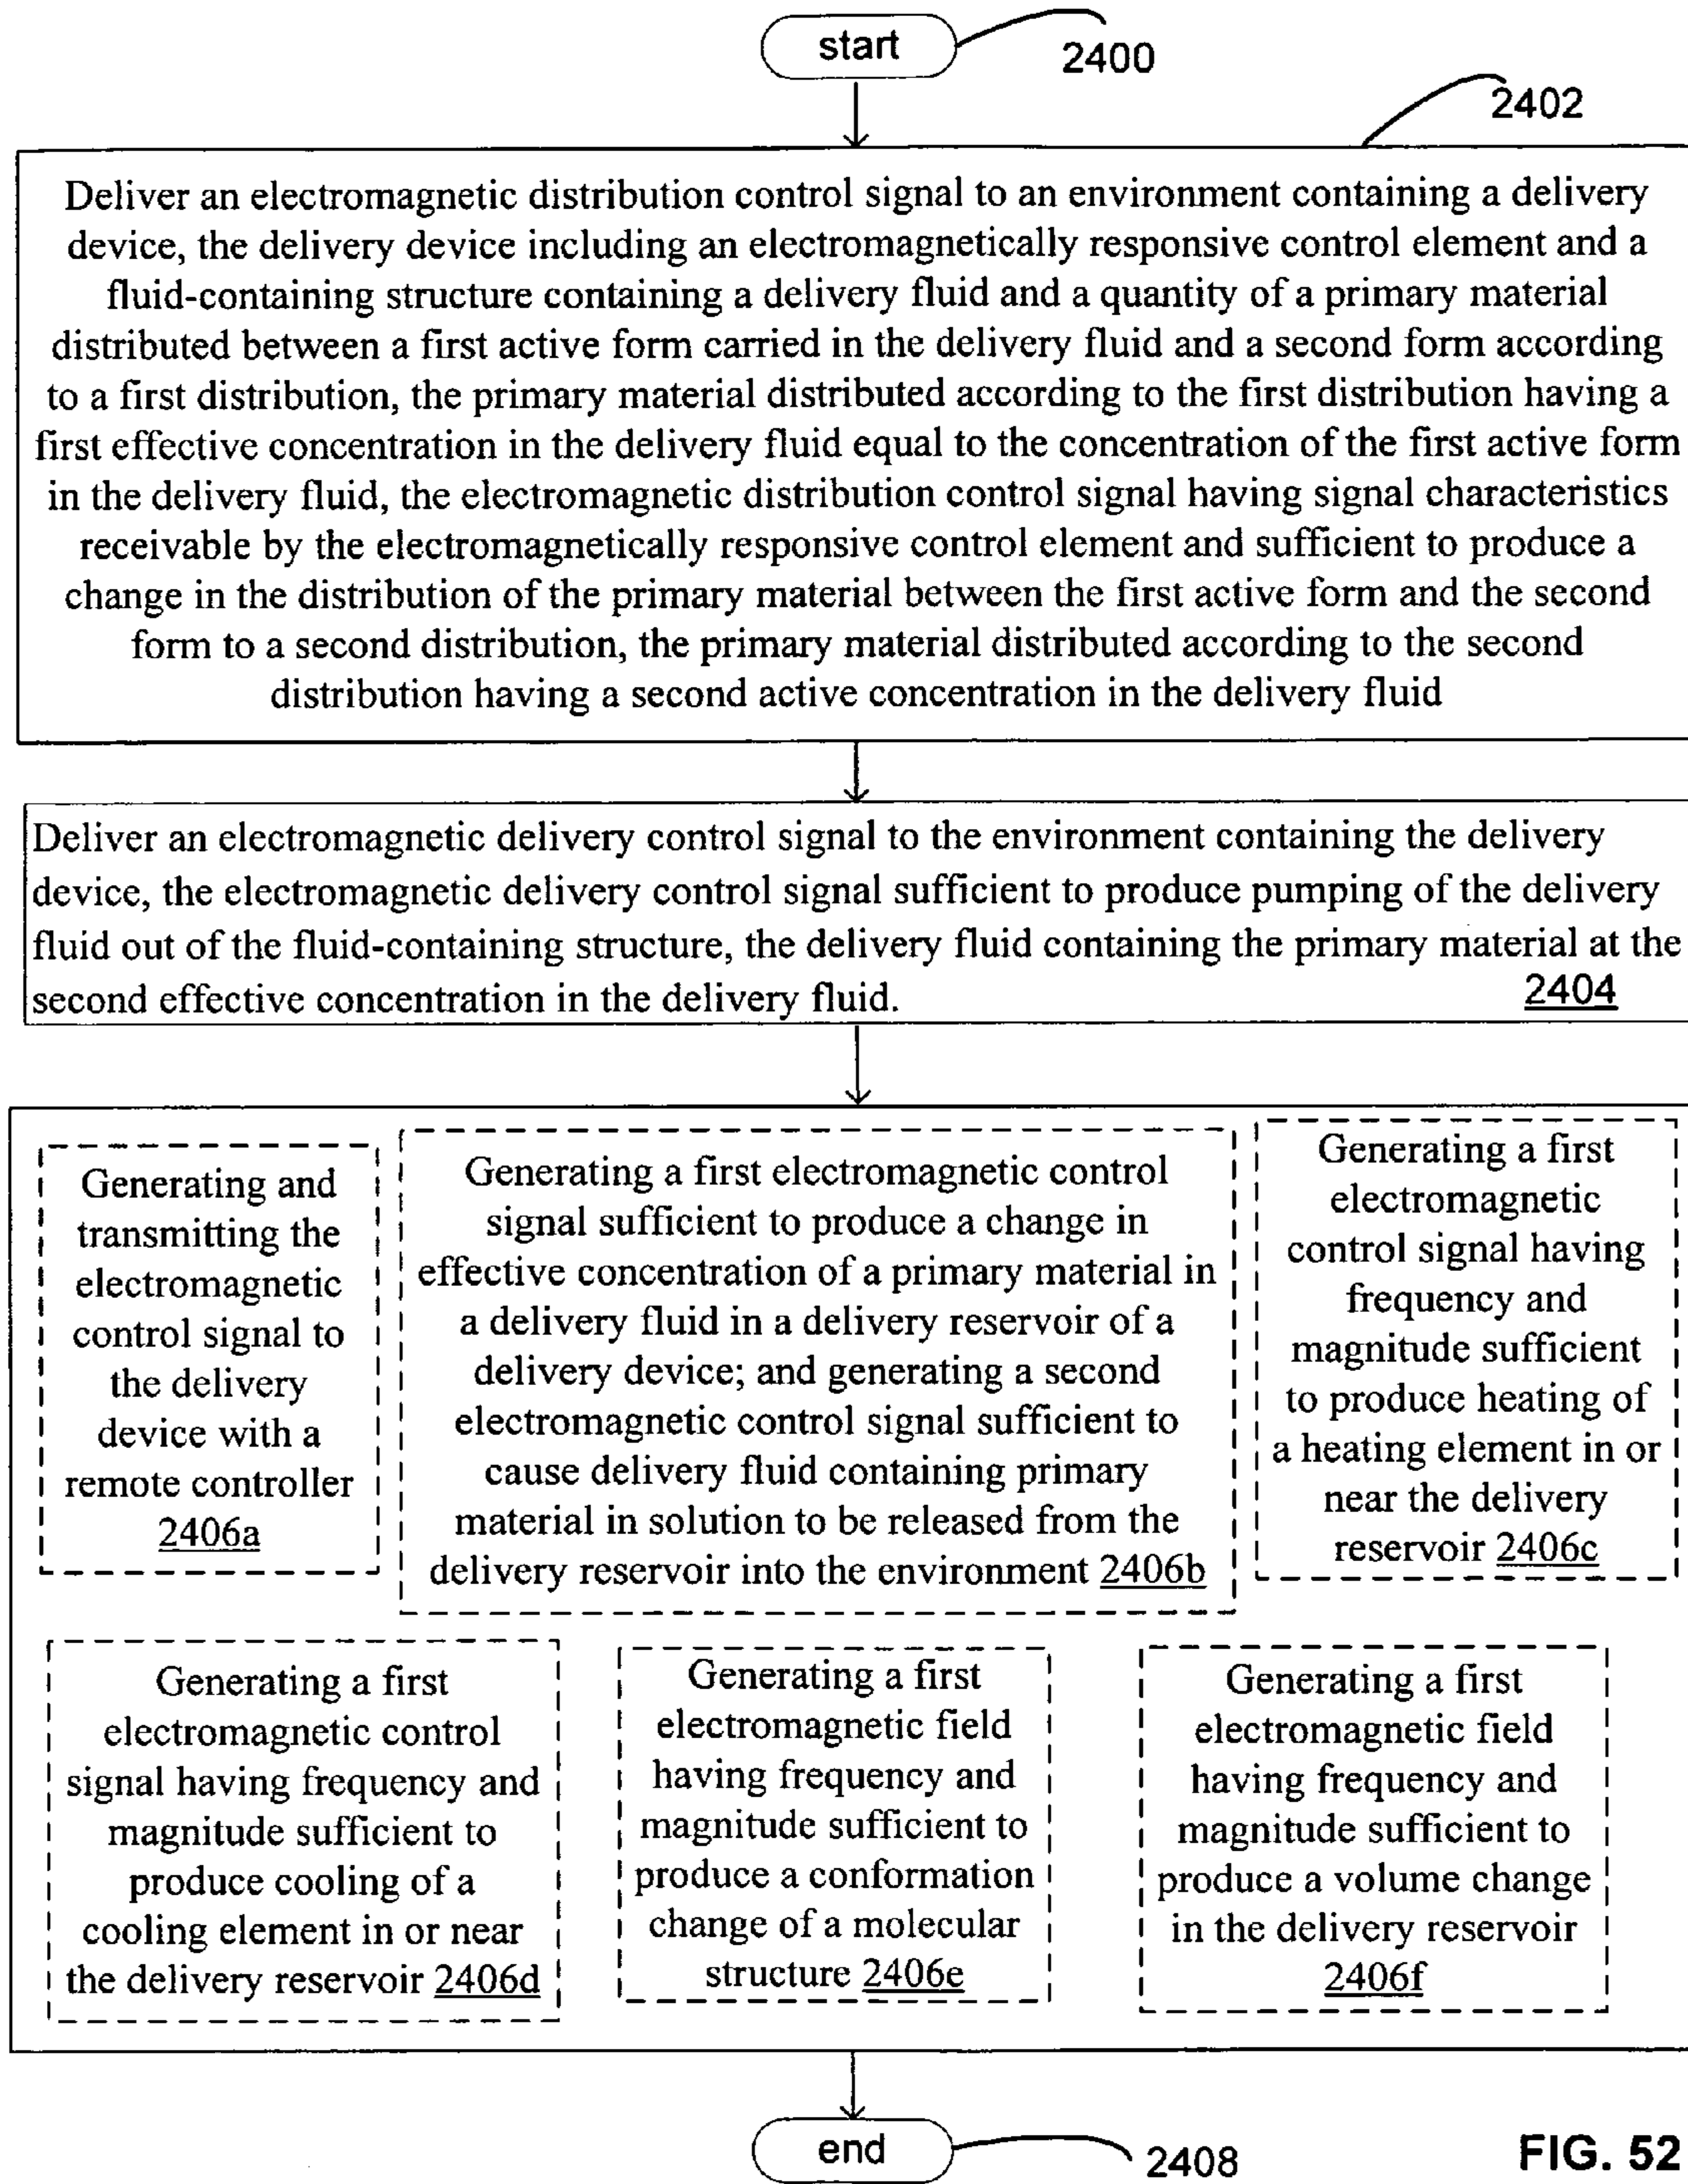 start
2400
2402
Deliver an electromagnetic distribution control signal to an environment containing a delivery
device, the delivery device including an electromagnetically responsive control element and a
fluid-containing structure containing a delivery fluid and a quantity of a primary material
distributed between a first active form carried in the delivery fluid and a second form according
to a first distribution, the primary material distributed according to the first distribution having a
first effective concentration in the delivery fluid equal to the concentration of the first active form
in the delivery fluid, the electromagnetic distribution control signal having signal characteristics
receivable by the electromagnetically responsive control element and sufficient to produce a
change in the distribution of the primary material between the first active form and the second
form to a second distribution, the primary material distributed according to the second
distribution having a second active concentration in the delivery fluid
Deliver an electromagnetic delivery control signal to the environment containing the delivery
device, the electromagnetic delivery control signal sufficient to produce pumping of the delivery
fluid out of the fluid-containing structure, the delivery fluid containing the primary material at the
second effective concentration in the delivery fluid.
2404
Generating and
transmitting the
electromagnetic
control signal to
the delivery
device with a
remote controller
2406a
Generating a first electromagnetic control
signal sufficient to produce a change in
effective concentration of a primary material in
a delivery fluid in a delivery reservoir of a
delivery device; and generating a second
electromagnetic control signal sufficient to
cause delivery fluid containing primary
material in solution to be released from the
delivery reservoir into the environment 2406b
Generating a first
electromagnetic
control signal having
frequency and
magnitude sufficient
to produce heating of
a heating element in or
near the delivery
reservoir 2406c
Generating a first
electromagnetic control
signal having frequency and
magnitude sufficient to
produce cooling of a
cooling element in or near
the delivery reservoir 2406d
Generating a first
electromagnetic field
having frequency and
magnitude sufficient to
produce a conformation
change of a molecular
structure 2406e
Generating a first
electromagnetic field
having frequency and
magnitude sufficient to
produce a volume change
in the delivery reservoir
2406f
end
2408
FIG. 52